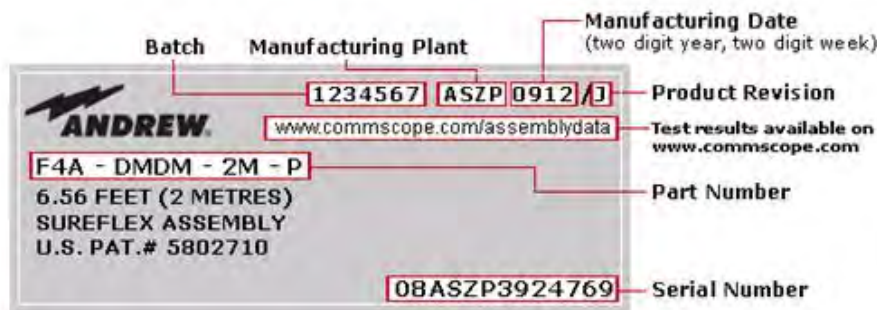 Manufacturing Date
(two digit year, two digit week)
Batch
Manufacturing Plant
1234567 ASZP 0912/J
Product Revision
ANDREW.
www.commscope.com/assemblydata
Test results available on
www.commscope.com
F4A - DMDM - 2M - P
Part Number
6.56 FEET (2 METRES)
SUREFLEX ASSEMBLY
U.S. PAT.# 5802710
08ASZP3924769
Serial Number